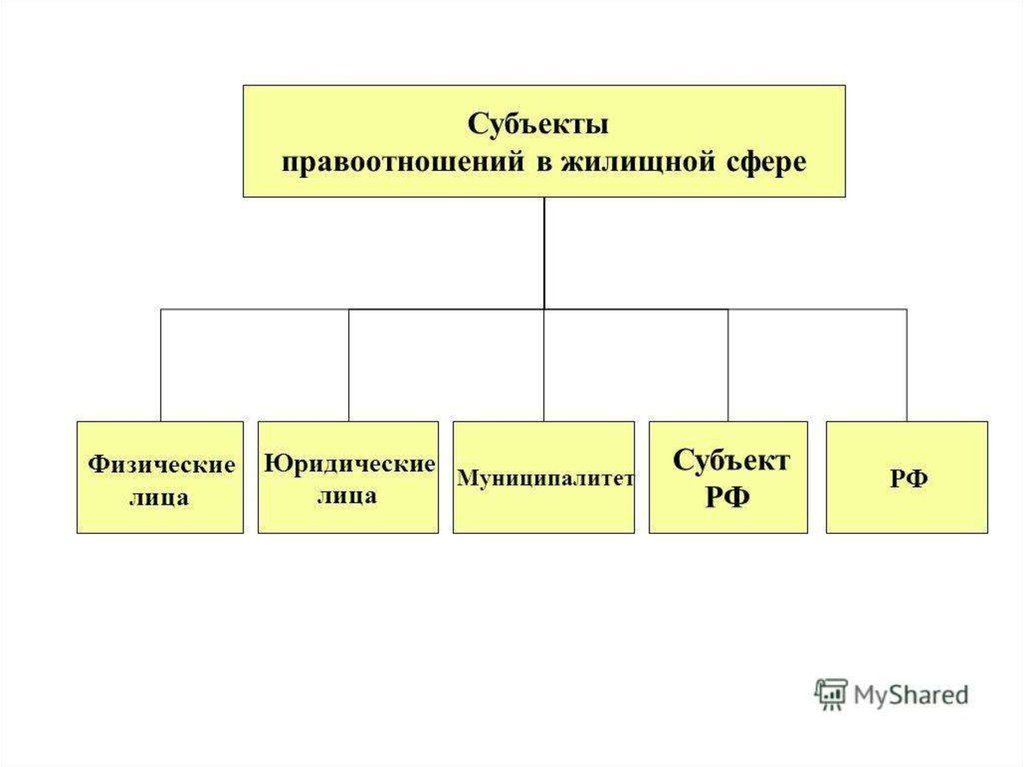 Субъекты
правоотношений в жилищной сфере
Физические
лица
Юридические
лица
Муниципалитет
Субъект
РФ
РФ
MyShared